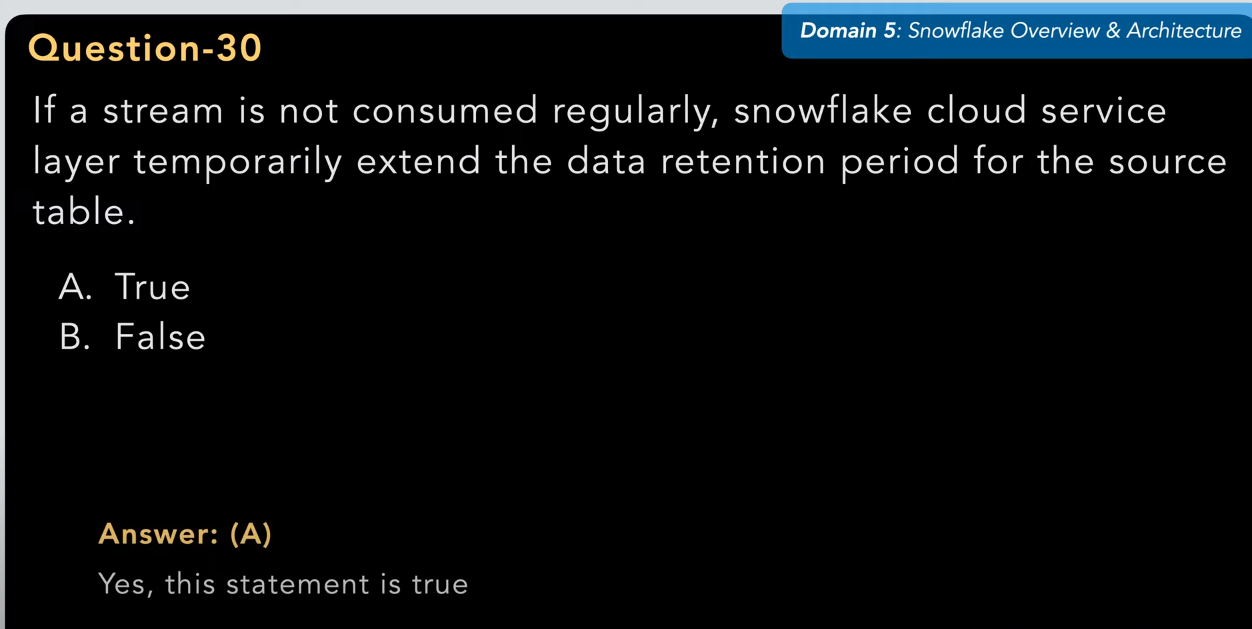 Domain 5: Snowflake Overview & Architecture
Question-30
If a stream is not consumed regularly, snowflake cloud service
layer temporarily extend the data retention period for the source
table.
A. True
B. False
Answer: (A)
Yes, this statement is true